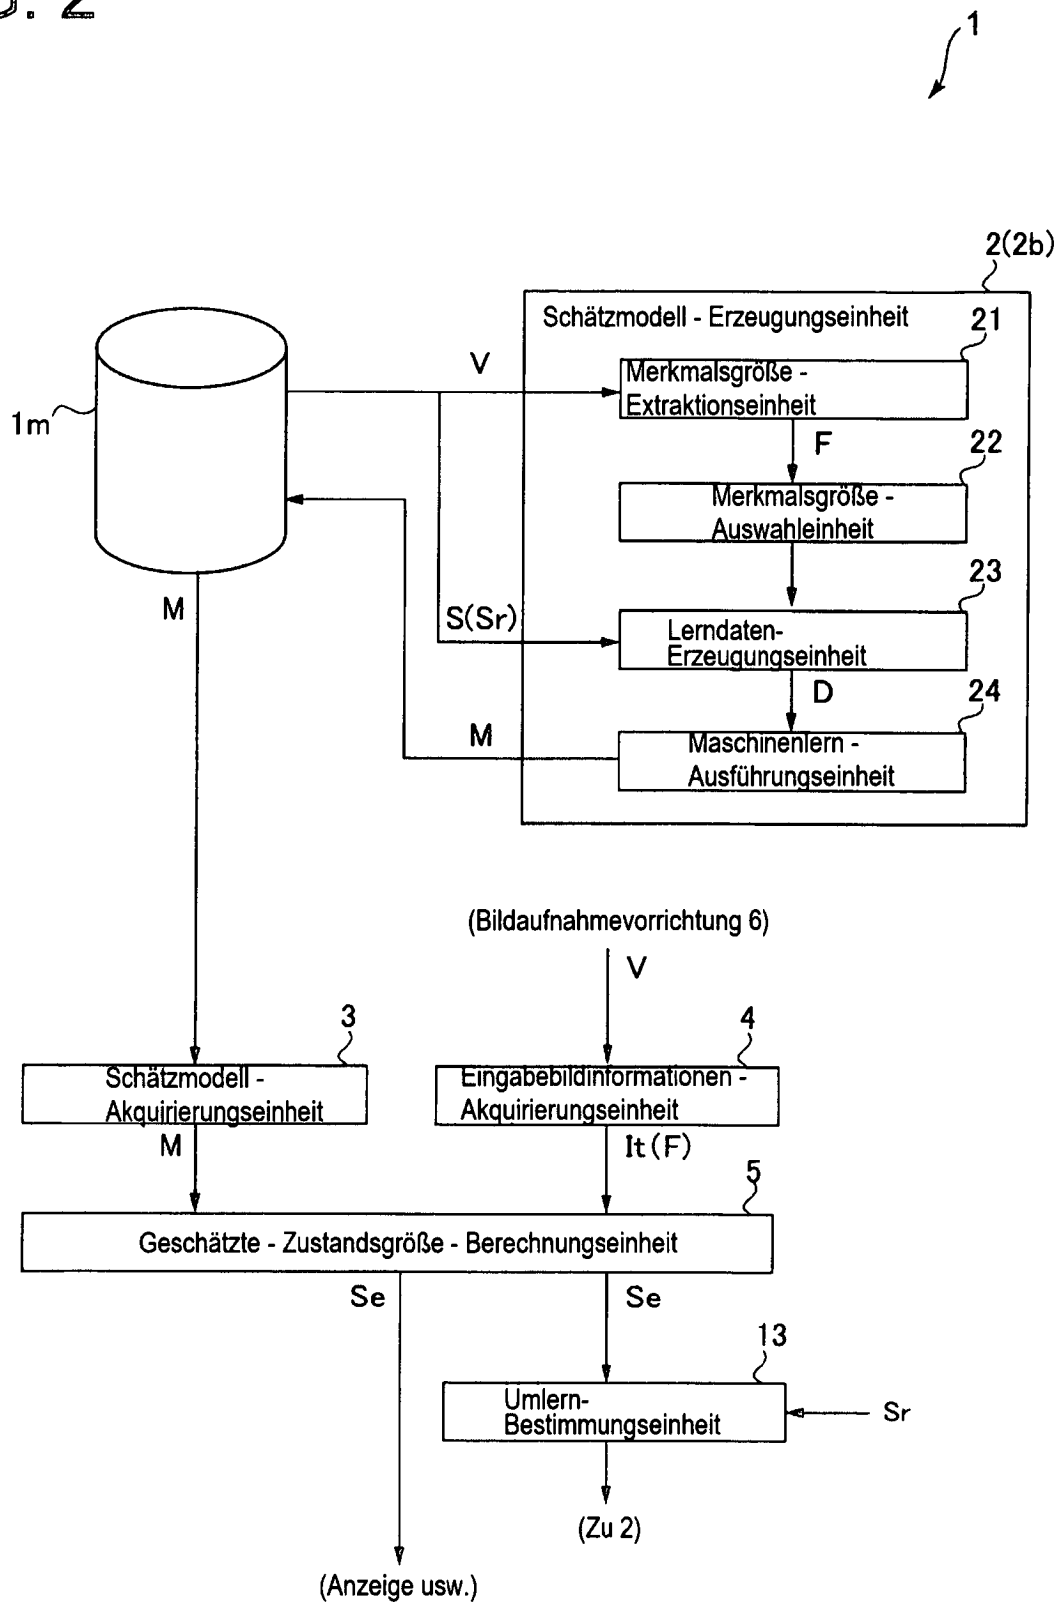 . 2
1
2(2b)
Schätzmodell - Erzeugungseinheit
21
V
Merkmalsgröße -
Extraktionseinheit
1m
F
22
Merkmalsgröße -
Auswahleinheit
23
M
S(Sr)
Lerndaten-
Erzeugungseinheit
D
24
M
Maschinenlern -
Ausführungseinheit
(Bildaufnahmevorrichtung 6)
V
3
4
Schätzmodell -
Akquirierungseinheit
Eingabebildinformationen -
Akquirierungseinheit
M
It(F)
5
Geschätzte - Zustandsgröße - Berechnungseinheit
Se
Se
13
Umlern-
Bestimmungseinheit
Sr
(Zu 2)
(Anzeige usw.)